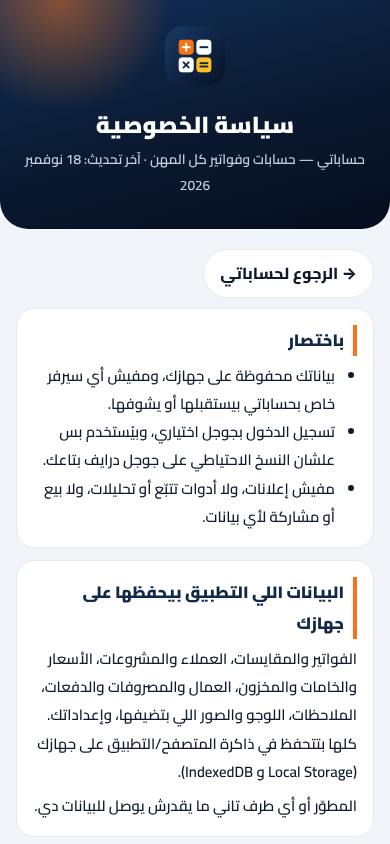 سياسة الخصوصية
حساباتي — حسابات وفواتير كل المهن · آخر تحديث: 18 نوفمبر
2026
→ الرجوع لحساباتي
باختصار
• بياناتك محفوظة على جهازك، ومفيش أي سيرفر
خاص بحساباتي بيستقبلها أو يشوفها.
• تسجيل الدخول بجوجل اختياري، وبيُستخدم بس
علشان النسخ الاحتياطي على جوجل درايف بتاعك.
• مفيش إعلانات، ولا أدوات تتبّع أو تحليلات، ولا بيع
أو مشاركة لأي بيانات.
البيانات اللي التطبيق بيحفظها على
جهازك
الفواتير والمقايسات، العملاء والمشروعات، الأسعار
والخامات والمخزون، العمال والمصروفات والدفعات،
الملاحظات، اللوجو والصور اللي بتضيفها، وإعداداتك.
كلها بتتحفظ في ذاكرة المتصفح/التطبيق على جهازك
(Local Storage و IndexedDB).
المطوّر أو أي طرف تاني ما يقدرش يوصل للبيانات دي.